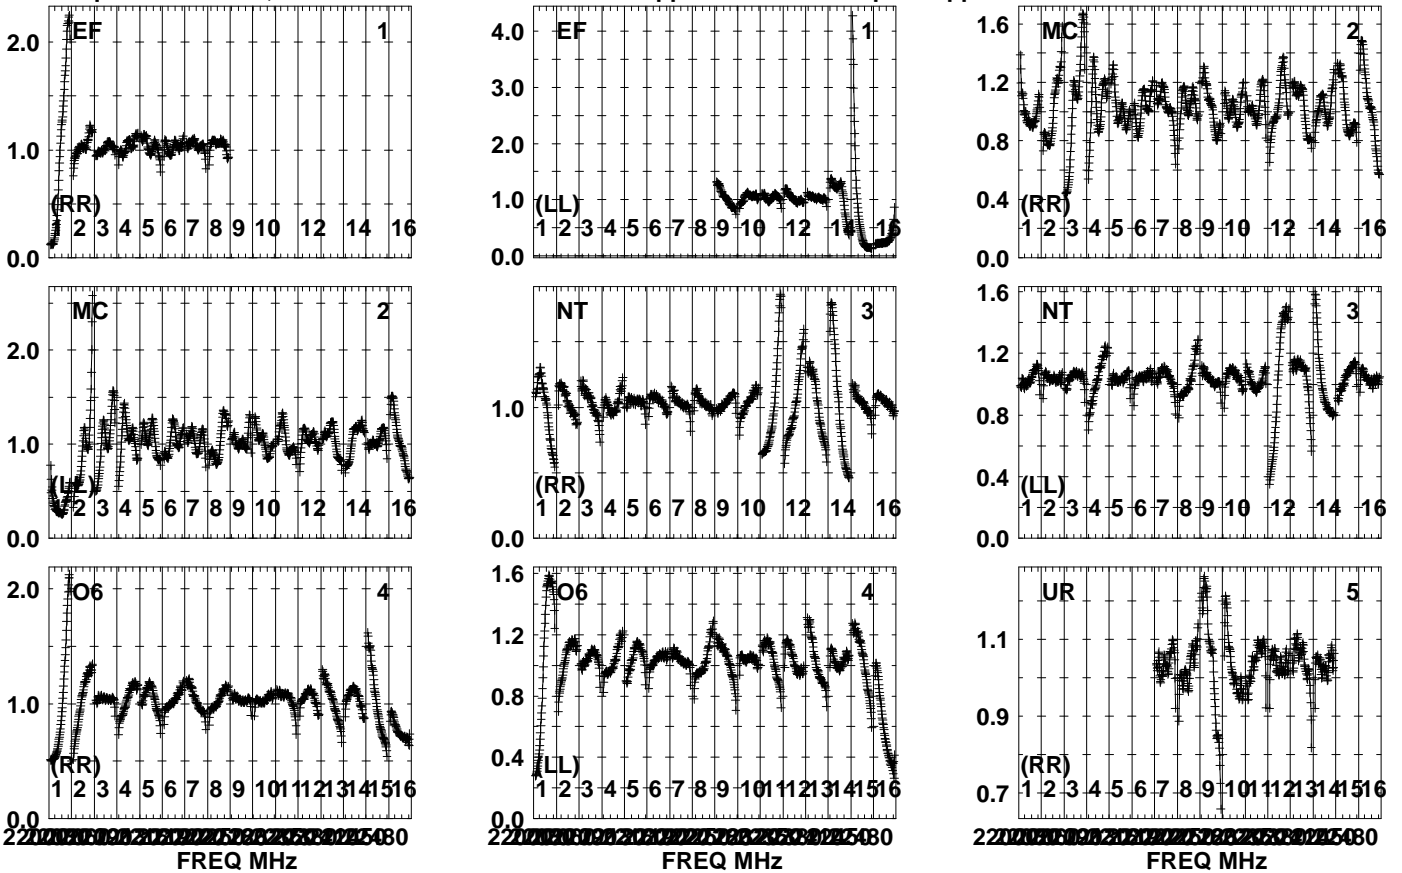 EF 1
2.0
1.0
(RR)
2 3 4 5 6 7 8 9 10 12 16
0.0
EF 1
4.0
3.0
2.0
1.0
(LL)
1 2 3 4 5 6 7 8 9 10 12 14 16
0.0
MC 2
1.6
1.2
0.8
0.4
(RR)
1 2 3 4 5 6 7 8 9 10 12 14 16
0.0
MC 2
2.0
1.0
(LL)
1 2 3 4 5 6 7 8 9 10 12 14 16
0.0
NT 3
1.0
(RR)
1 2 3 4 5 6 7 8 9 10 12 14 16
0.0
NT 3
1.6
1.2
0.8
0.4
(LL)
1 2 3 4 5 6 7 8 9 10 12 14 16
0.0
O6 4
2.0
1.0
(RR)
1 2 3 4 5 6 7 8 9 10 11 12 13 14 15 16
0.0
FREQ MHz
O6 4
1.6
1.2
0.8
0.4
(LL)
1 2 3 4 5 6 7 8 9 10 11 12 13 14 15 16
0.0
FREQ MHz
UR 5
1.1
0.9
(RR)
0.7
1 2 3 4 5 6 7 8 9 10 11 12 13 14 15 16
FREQ MHz